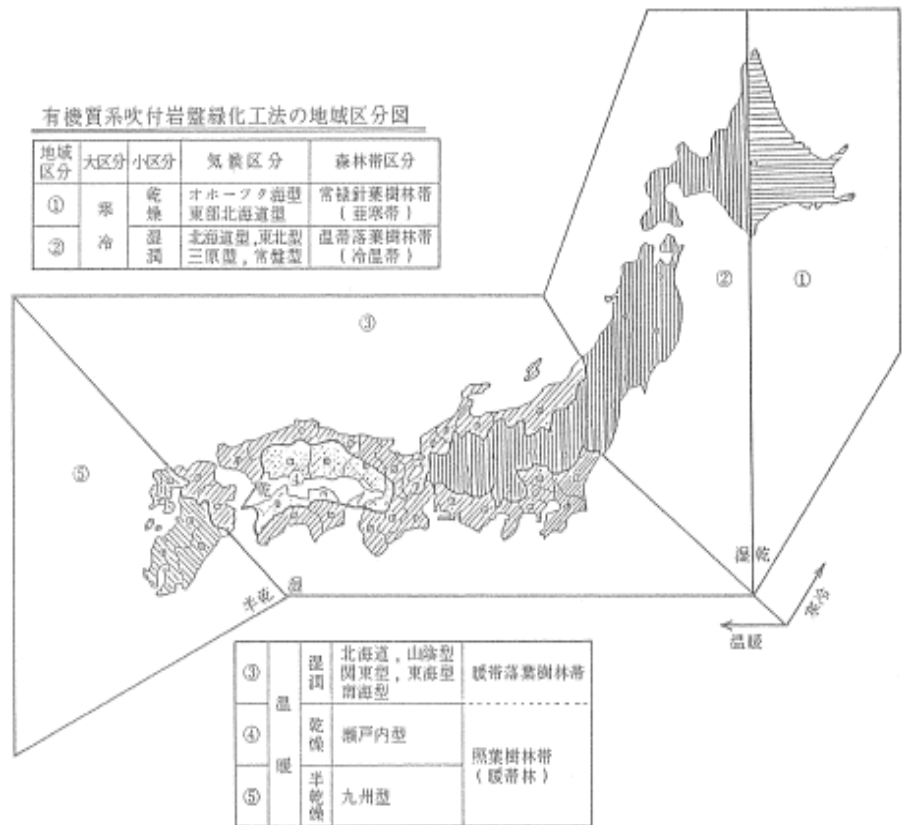 有機質系吹付岩盤緑化工法の地域区分図
地域区分 大区分 小区分 気候区分 森林帯区分
① 寒冷 乾燥 オホーツク海型 常緑針葉樹林帯
東部北海道型 (亜寒帯)
② 湿潤 北海道型,東北型 温帯落葉樹林帯
三原型,常盤型 (冷温帯)
③
②
①
⑤
④
乾
湿
半乾
湿 乾
寒冷
温暖
③ 温暖 湿潤 北海道,山陰型 暖帯落葉樹林帯
関東型,東海型
南海型
④ 乾燥 瀬戸内型 照葉樹林帯
(暖帯林)
⑤ 半乾燥 九州型